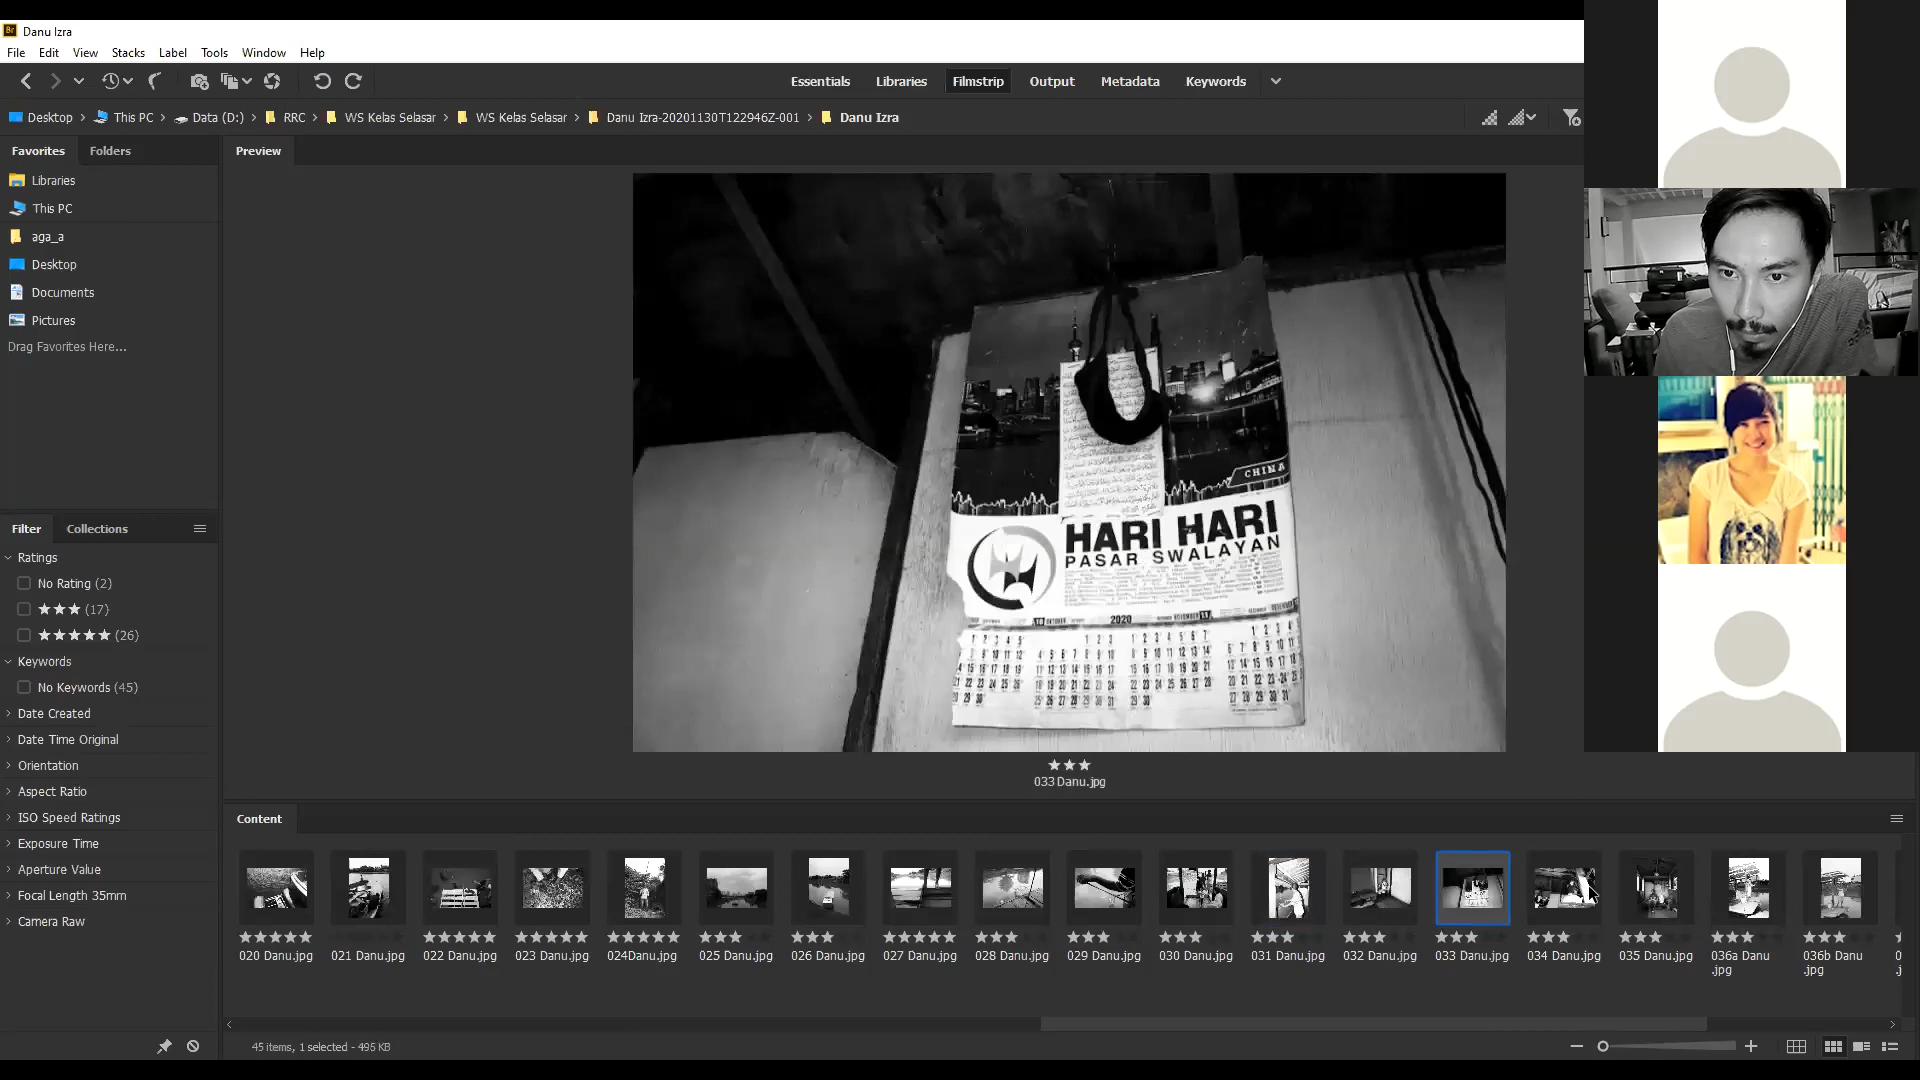 Br Danu Izra
File Edit View Stacks Label Tools Window Help
Essentials Libraries Filmstrip Output Metadata Keywords
Desktop This PC Data (D:) RRC WS Kelas Selasar WS Kelas Selasar Danu Izra-20201130T122946Z-001 Danu Izra
Favorites Folders
Libraries
This PC
aga_a
Desktop
Documents
Pictures
Drag Favorites Here...
Filter Collections
Ratings
No Rating (2)
★★★ (17)
★★★★★ (26)
Keywords
No Keywords (45)
Date Created
Date Time Original
Orientation
Aspect Ratio
ISO Speed Ratings
Exposure Time
Aperture Value
Focal Length 35mm
Camera Raw
Preview
CHINA
HARI HARI
PASAR SWALAYAN
2020
033 Danu.jpg
Content
020 Danu.jpg 021 Danu.jpg 022 Danu.jpg 023 Danu.jpg 024Danu.jpg 025 Danu.jpg 026 Danu.jpg 027 Danu.jpg 028 Danu.jpg 029 Danu.jpg 030 Danu.jpg 031 Danu.jpg 032 Danu.jpg 033 Danu.jpg 034 Danu.jpg 035 Danu.jpg 036a Danu .jpg 036b Danu .jpg
45 items, 1 selected - 495 KB